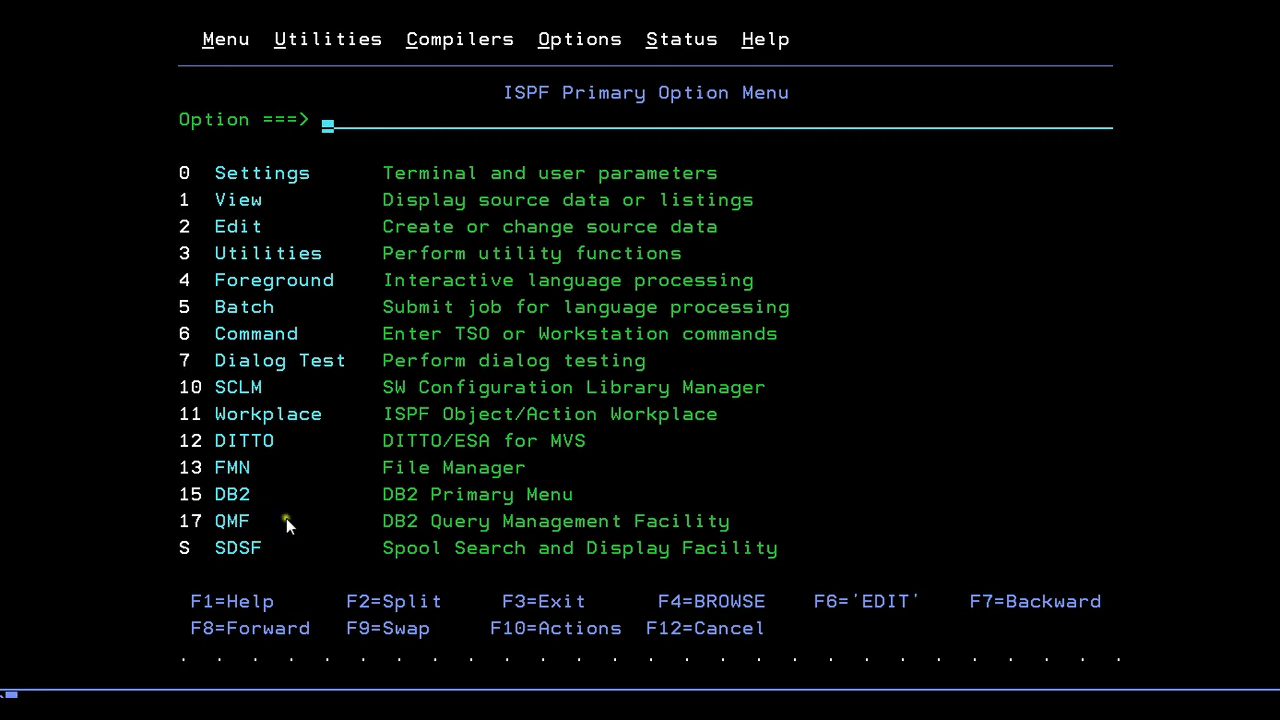 Menu Utilities Compilers Options Status Help
ISPF Primary Option Menu
Option ===>
0 Settings Terminal and user parameters
1 View Display source data or listings
2 Edit Create or change source data
3 Utilities Perform utility functions
4 Foreground Interactive language processing
5 Batch Submit job for language processing
6 Command Enter TSO or Workstation commands
7 Dialog Test Perform dialog testing
10 SCLM SW Configuration Library Manager
11 Workplace ISPF Object/Action Workplace
12 DITTO DITTO/ESA for MVS
13 FMN File Manager
15 DB2 DB2 Primary Menu
17 QMF DB2 Query Management Facility
S SDSF Spool Search and Display Facility
F1=Help F2=Split F3=Exit F4=BROWSE F6='EDIT' F7=Backward
F8=Forward F9=Swap F10=Actions F12=Cancel
. . . . . . . . . . . . . . . . . . . . . . . . . . .